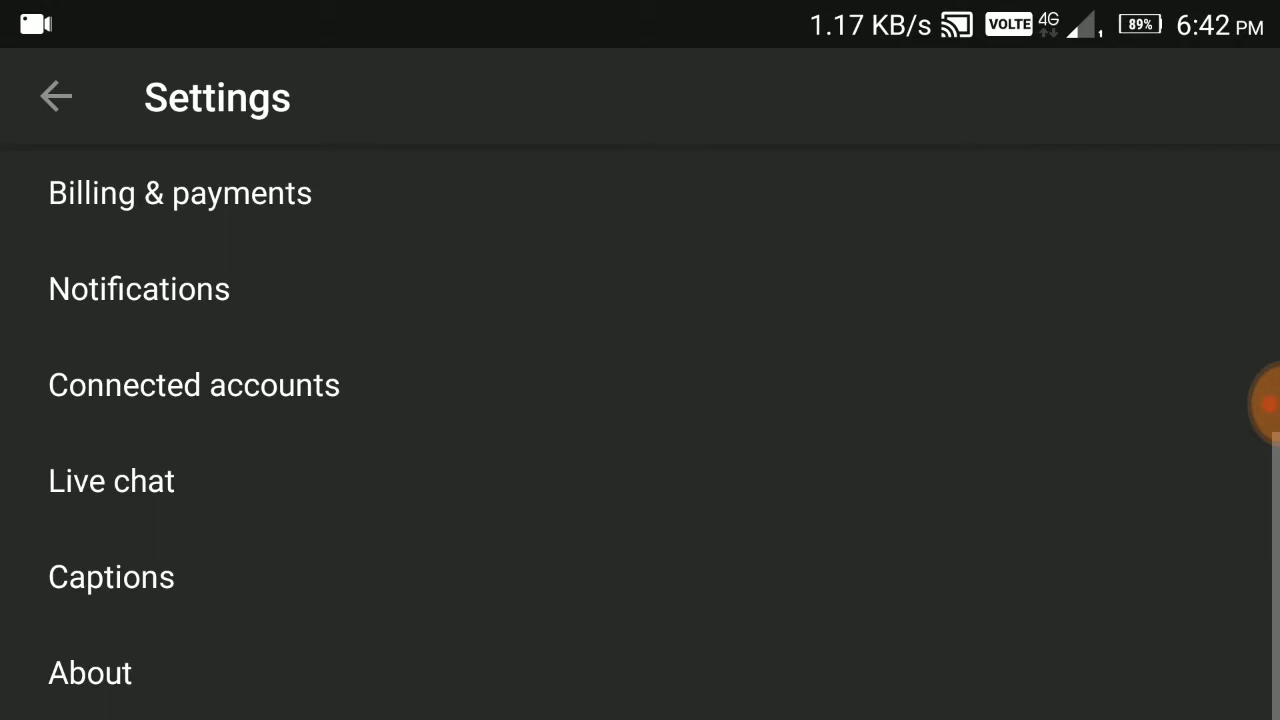 1.17 KB/s VOLTE 4G 89% 6:42 PM
Settings
Billing & payments
Notifications
Connected accounts
Live chat
Captions
About